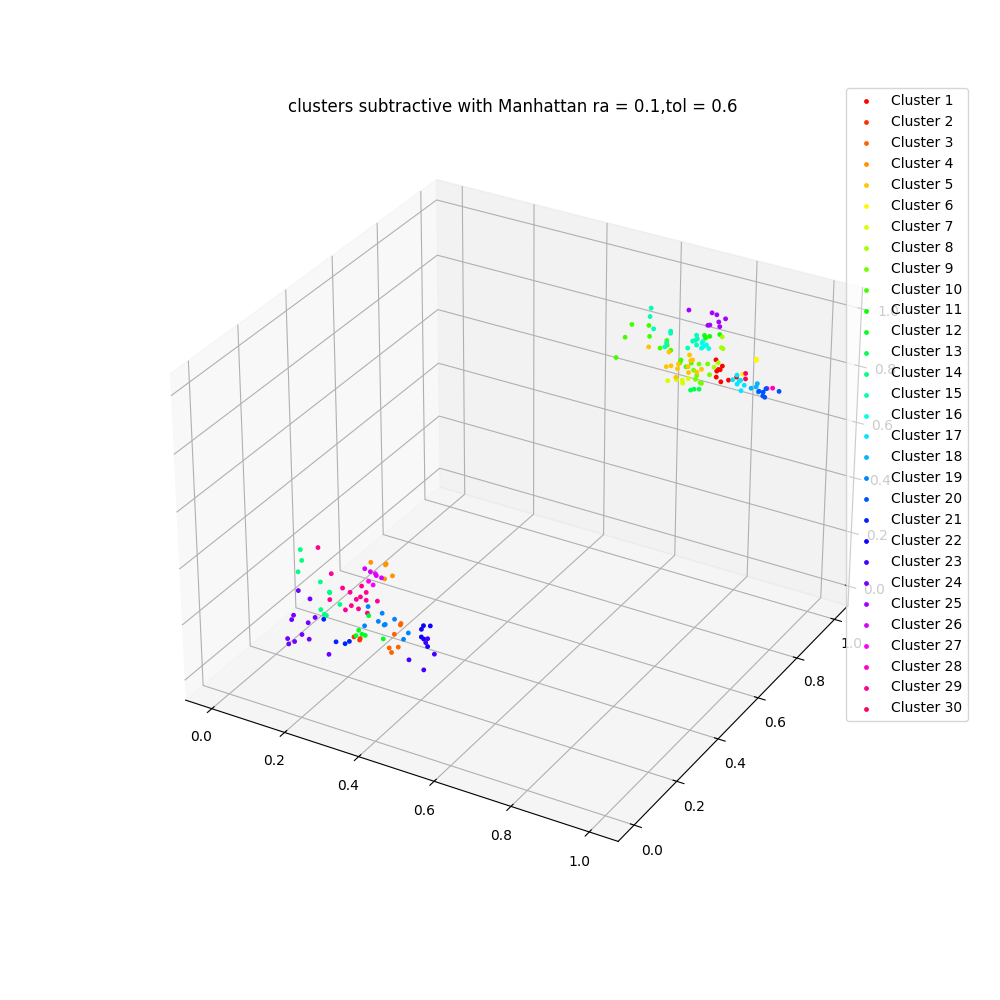 clusters subtractive with Manhattan ra = 0.1,tol = 0.6
Cluster 1
Cluster 2
Cluster 3
Cluster 4
Cluster 5
Cluster 6
Cluster 7
Cluster 8
Cluster 9
Cluster 10
Cluster 11
Cluster 12
Cluster 13
Cluster 14
Cluster 15
Cluster 16
Cluster 17
Cluster 18
Cluster 19
Cluster 20
Cluster 21
Cluster 22
Cluster 23
Cluster 24
Cluster 25
Cluster 26
Cluster 27
Cluster 28
Cluster 29
Cluster 30
0.0
0.2
0.4
0.6
0.8
1.0
0.0
0.2
0.4
0.6
0.8
1.0
0.0
0.2
0.4
0.6
0.8